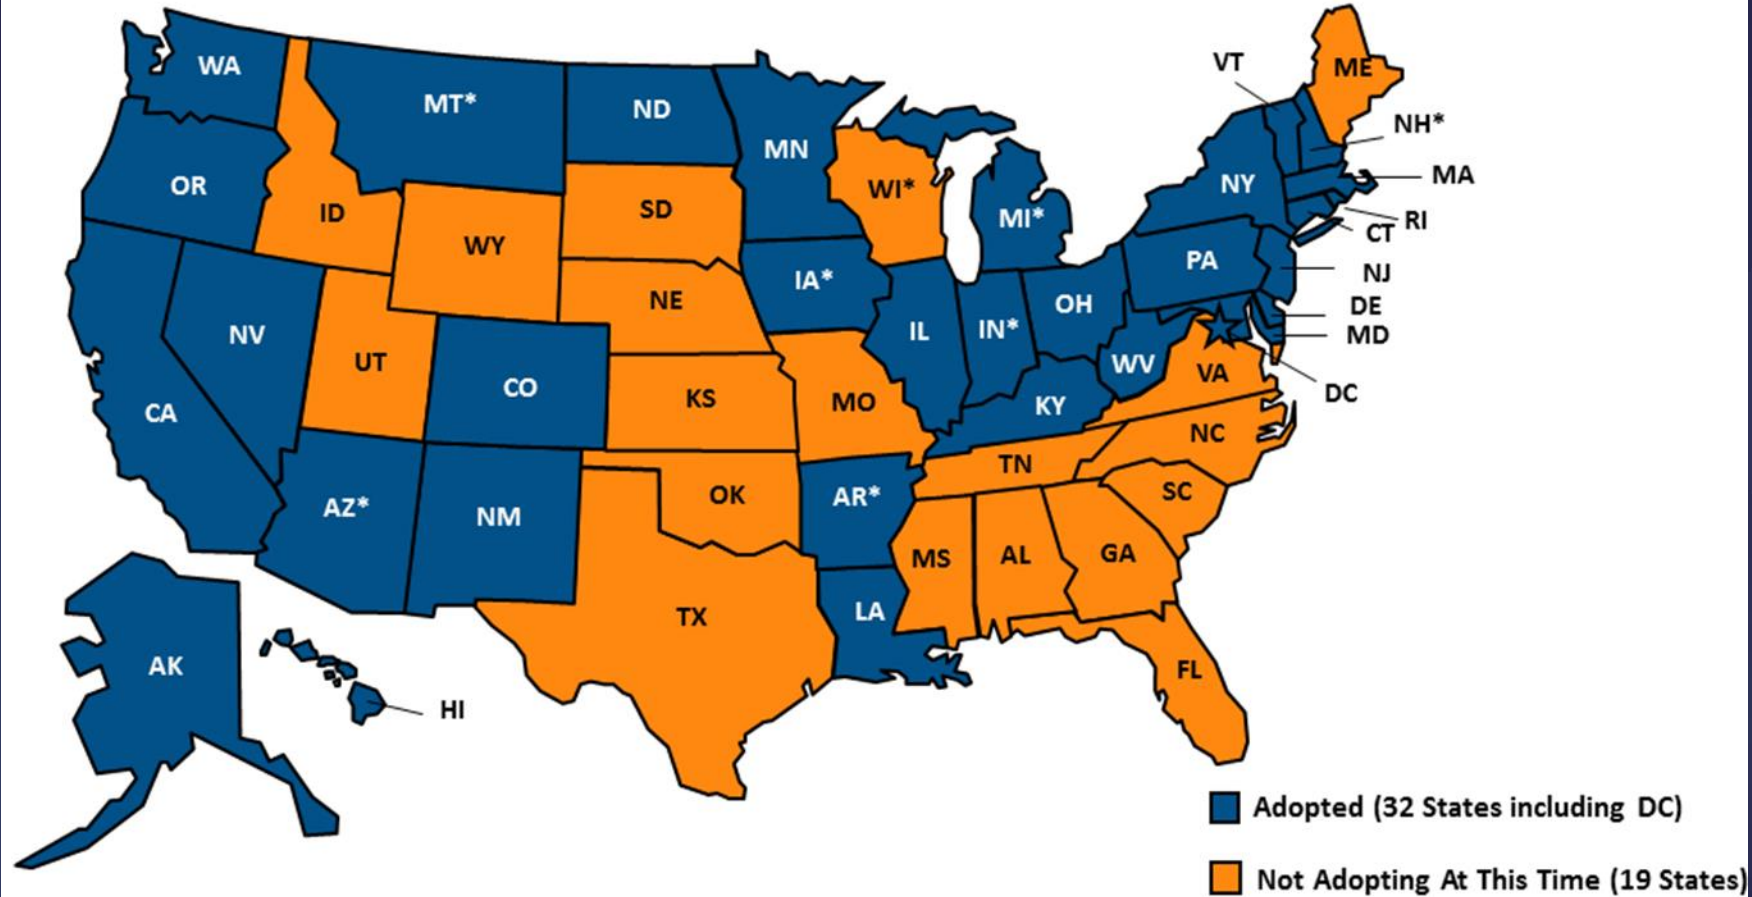 WA
MT*
ND
MN
OR
ID
WY
SD
WI*
MI*
VT
ME
NH*
MA
NY
RI
CT
PA
NJ
DE
MD
DC
NV
UT
CO
NE
IA*
IL
IN*
OH
WV
VA
CA
KS
MO
KY
NC
TN
SC
AZ*
NM
OK
AR*
MS
AL
GA
TX
LA
FL
AK
HI
Adopted (32 States including DC)
Not Adopting At This Time (19 States)